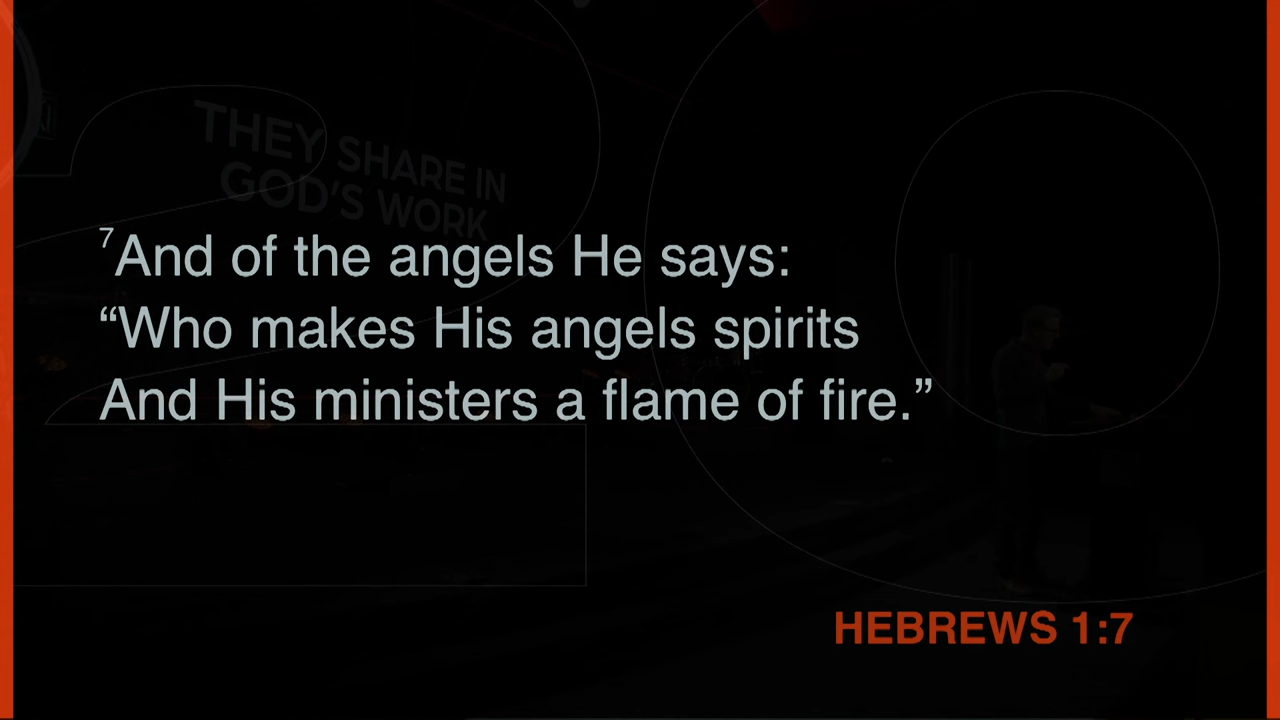 THEY SHARE IN
GOD'S WORK
⁷And of the angels He says:
“Who makes His angels spirits
And His ministers a flame of fire.”
HEBREWS 1:7